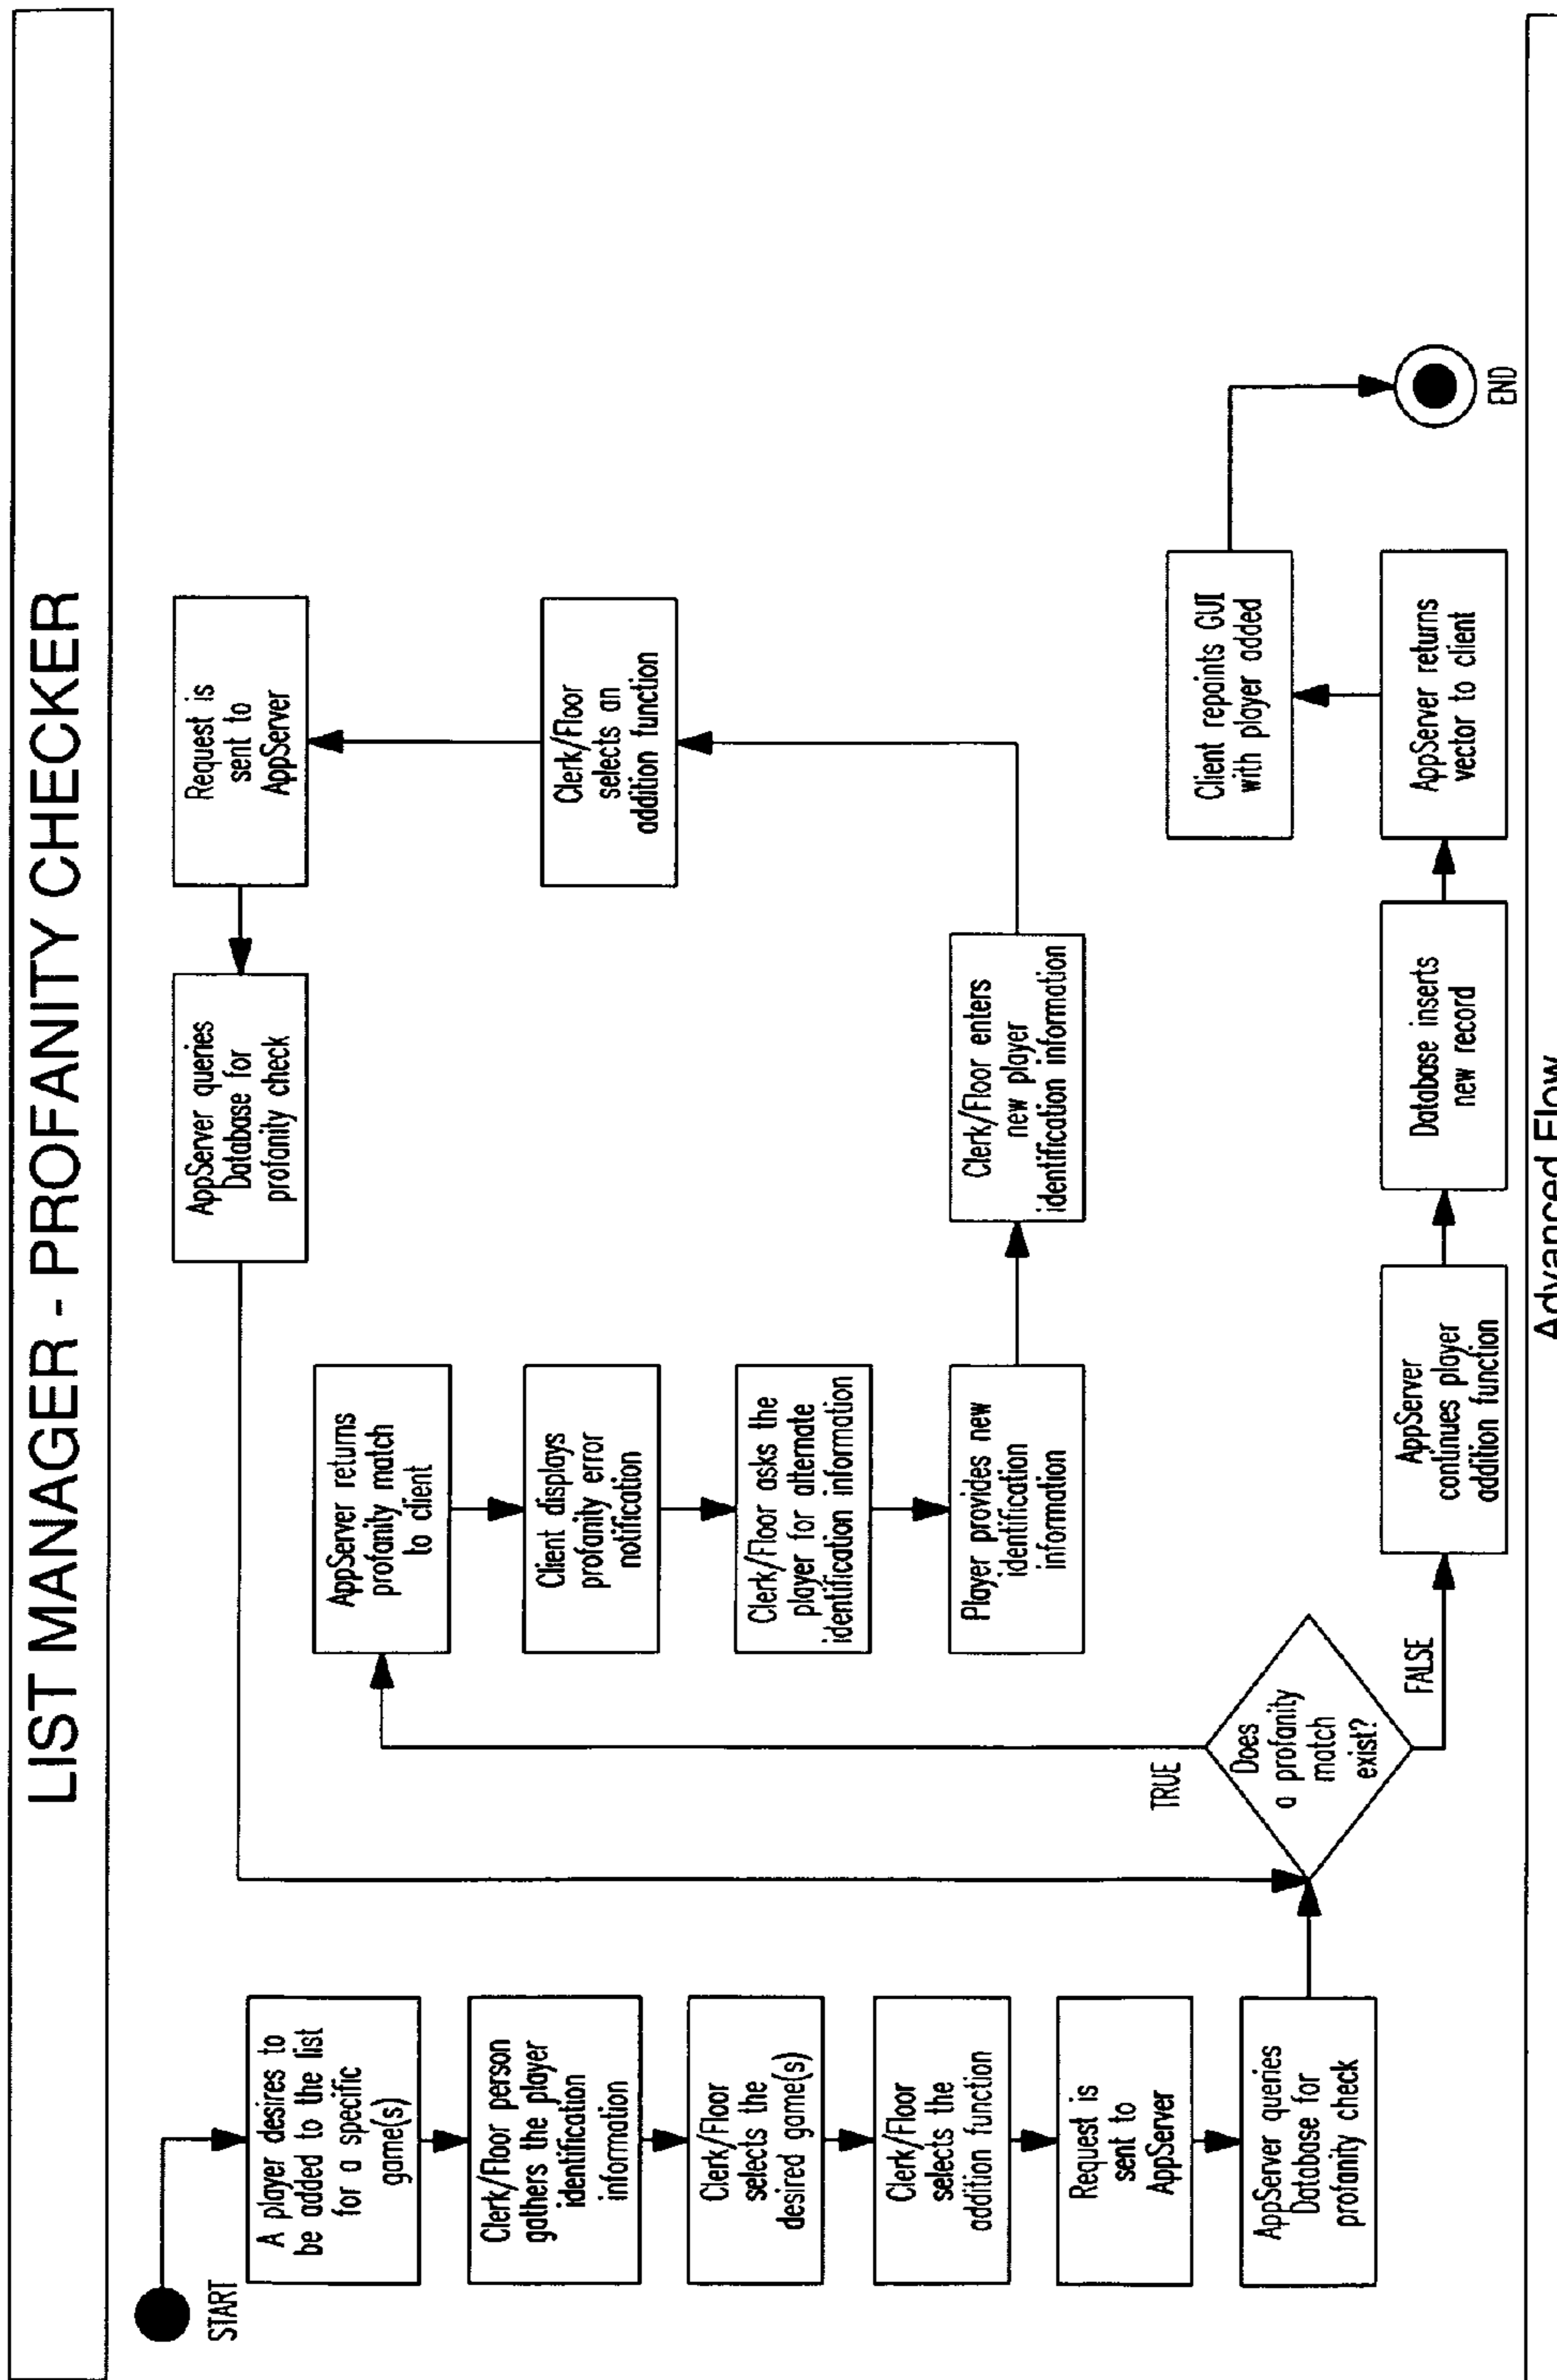 LIST MANAGER - PROFANITY CHECKER
START
A player desires to
be added to the list
for a specific
game(s)
Clerk/Floor person
gathers the player
identification
information
Clerk/Floor
selects the
desired game(s)
Clerk/Floor
selects the
addition function
Request is
sent to
AppServer
AppServer queries
Database for
profanity check
Does
a profanity
match
exist?
TRUE
FALSE
AppServer returns
profanity match
to client
Client displays
profanity error
notification
Clerk/Floor asks the
player for alternate
identification information
Player provides new
identification
information
Clerk/Floor enters
new player
identification information
Clerk/Floor
selects an
addition function
Request is
sent to
AppServer
AppServer queries
Database for
profanity check
AppServer
continues player
addition function
Database inserts
new record
AppServer returns
vector to client
Client repaints GUI
with player added
END
Advanced Flow